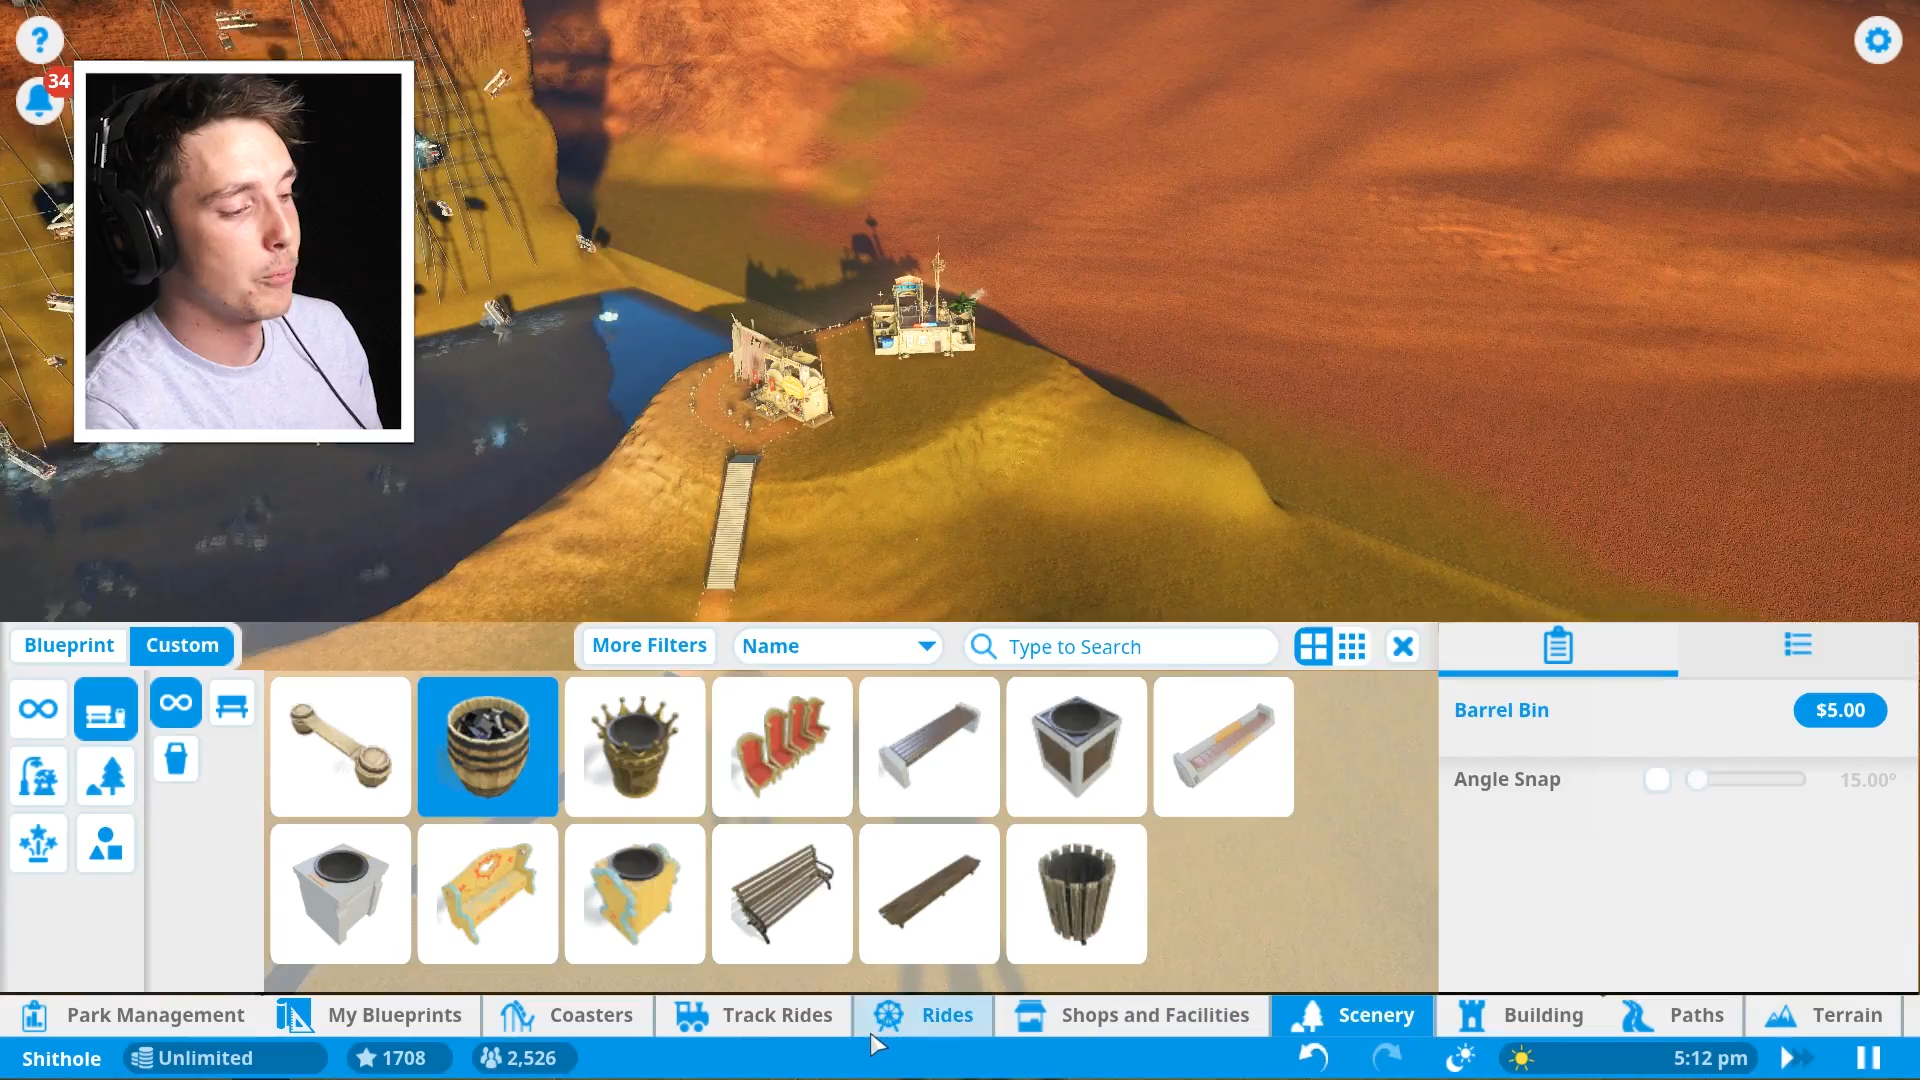 ?
34
Blueprint
Custom
More Filters
Name
Type to Search
Barrel Bin
$5.00
Angle Snap
15.00°
Park Management
My Blueprints
Coasters
Track Rides
Rides
Shops and Facilities
Scenery
Building
Paths
Terrain
Shithole
Unlimited
1708
2,526
5:12 pm